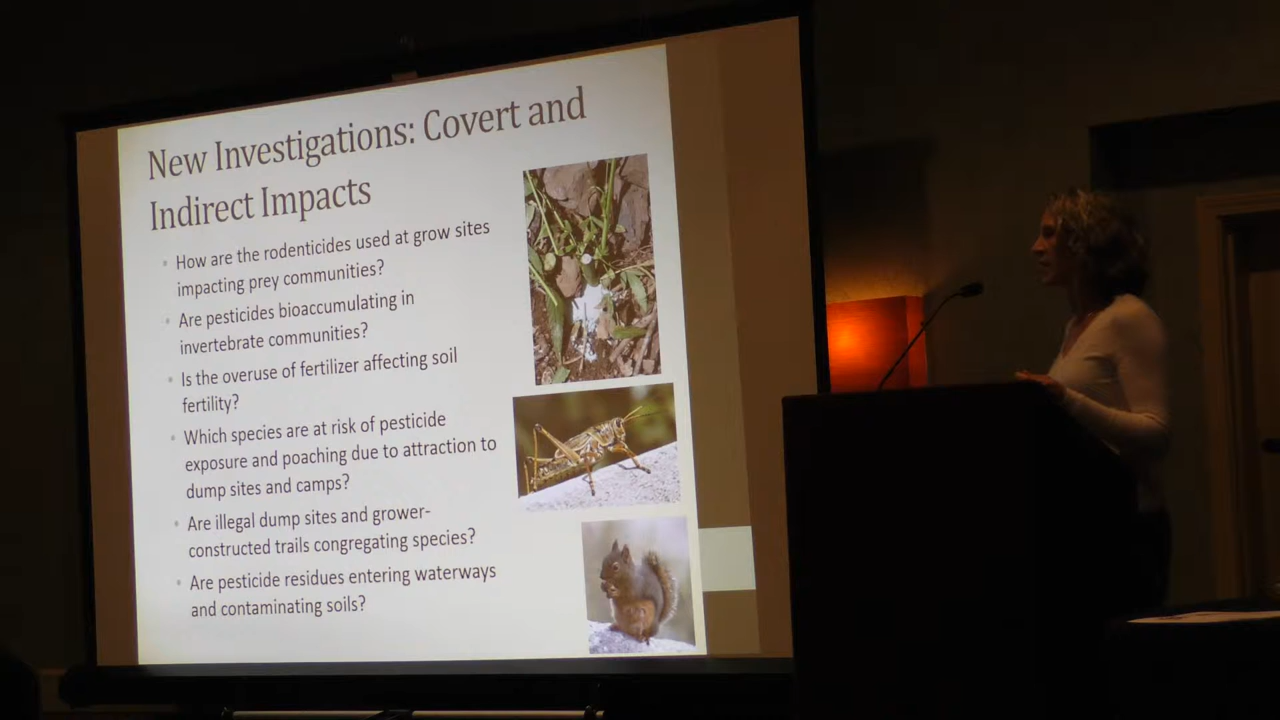 New Investigations: Covert and
Indirect Impacts
• How are the rodenticides used at grow sites
impacting prey communities?
• Are pesticides bioaccumulating in
invertebrate communities?
• Is the overuse of fertilizer affecting soil
fertility?
• Which species are at risk of pesticide
exposure and poaching due to attraction to
dump sites and camps?
• Are illegal dump sites and grower-
constructed trails congregating species?
• Are pesticide residues entering waterways
and contaminating soils?